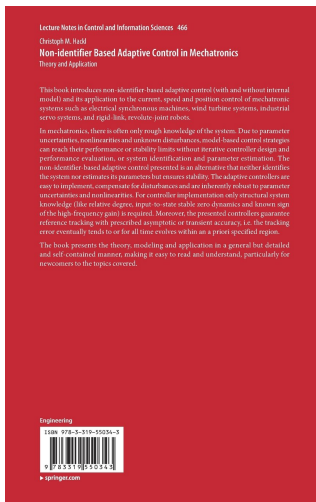 Lecture Notes in Control and Information Sciences 466
Christoph M. Hackl
Non-identifier Based Adaptive Control in Mechatronics
Theory and Application
This book introduces non-identifier-based adaptive control (with and without internal
model) and its application to the current, speed and position control of mechatronic
systems such as electrical synchronous machines, wind turbine systems, industrial
servo systems, and rigid-link, revolute-joint robots.
In mechatronics, there is often only rough knowledge of the system. Due to parameter
uncertainties, nonlinearities and unknown disturbances, model-based control strategies
can reach their performance or stability limits without iterative controller design and
performance evaluation, or system identification and parameter estimation. The
non-identifier-based adaptive control presented is an alternative that neither identifies
the system nor estimates its parameters but ensures stability. The adaptive controllers are
easy to implement, compensate for disturbances and are inherently robust to parameter
uncertainties and nonlinearities. For controller implementation only structural system
knowledge (like relative degree, input-to-state stable zero dynamics and known sign
of the high-frequency gain) is required. Moreover, the presented controllers guarantee
reference tracking with prescribed asymptotic or transient accuracy, i.e. the tracking
error eventually tends to or for all time evolves within an a priori specified region.
The book presents the theory, modeling and application in a general but detailed
and self-contained manner, making it easy to read and understand, particularly for
newcomers to the topics covered.
Engineering
ISBN 978-3-319-55034-3
9 783319 550343
▸ springer.com